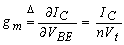 g_m ≜ ∂I_C / ∂V_BE = I_C / nV_t